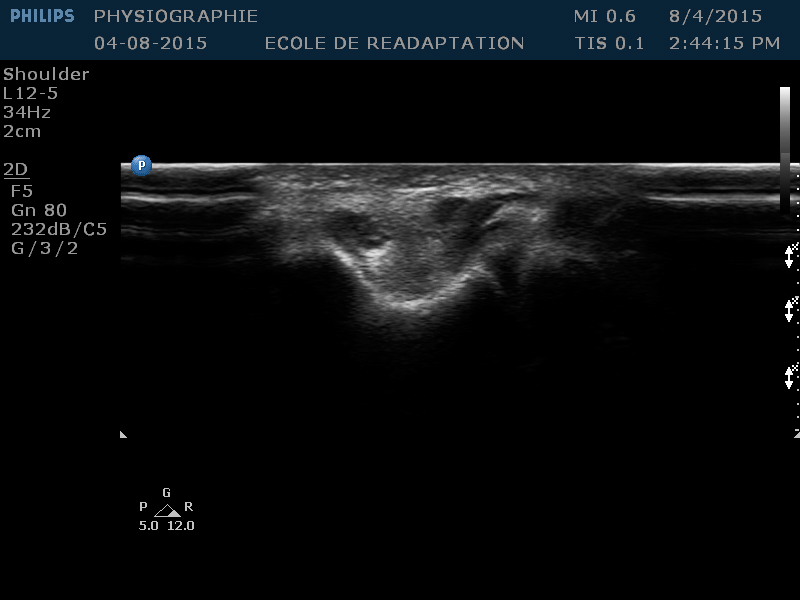 PHILIPS PHYSIOGRAPHIE MI 0.6 8/4/2015
04-08-2015 ECOLE DE READAPTATION TIS 0.1 2:44:15 PM
Shoulder
L12-5
34Hz
2cm
P
2D
F5
Gn 80
232dB/C5
G/3/2
G
P R
5.0 12.0